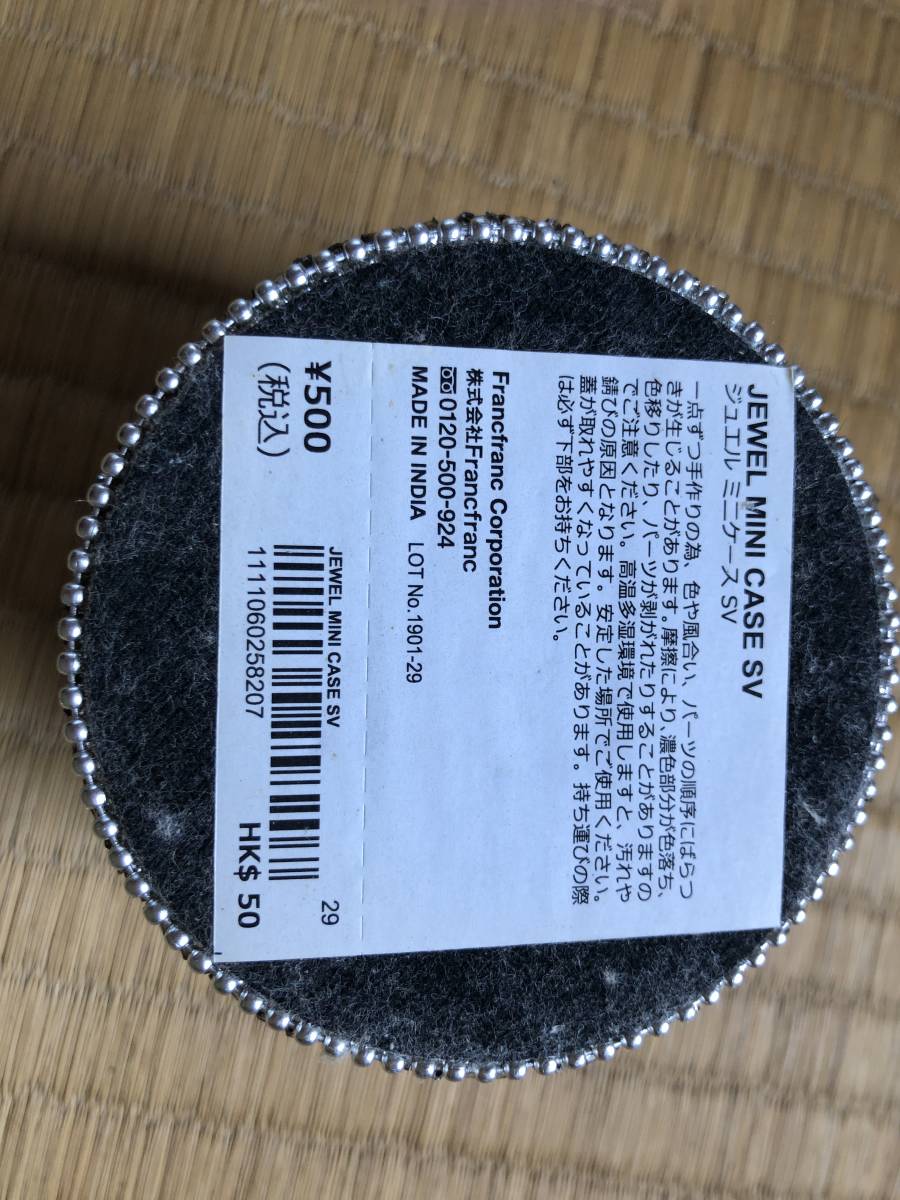 JEWEL MINI CASE SV
ジュエル ミニケース SV
一点ずつ手作りの為、色や風合い、パーツの順序にばらつ
きが生じることがあります。摩擦により、濃色部分が色落ち、
色移りしたり、パーツが剥がれたりすることがありますの
でご注意ください。高温多湿環境で使用しますと、汚れや
錆びの原因となります。安定した場所でご使用ください。
蓋が取れやすくなっていることがあります。持ち運びの際
は必ず下部をお持ちください。
Francfranc Corporation
株式会社Francfranc
0120-500-924
MADE IN INDIA LOT No.1901-29
29
¥500
(税込)
JEWEL MINI CASE SV
1111060258207
HK$ 50